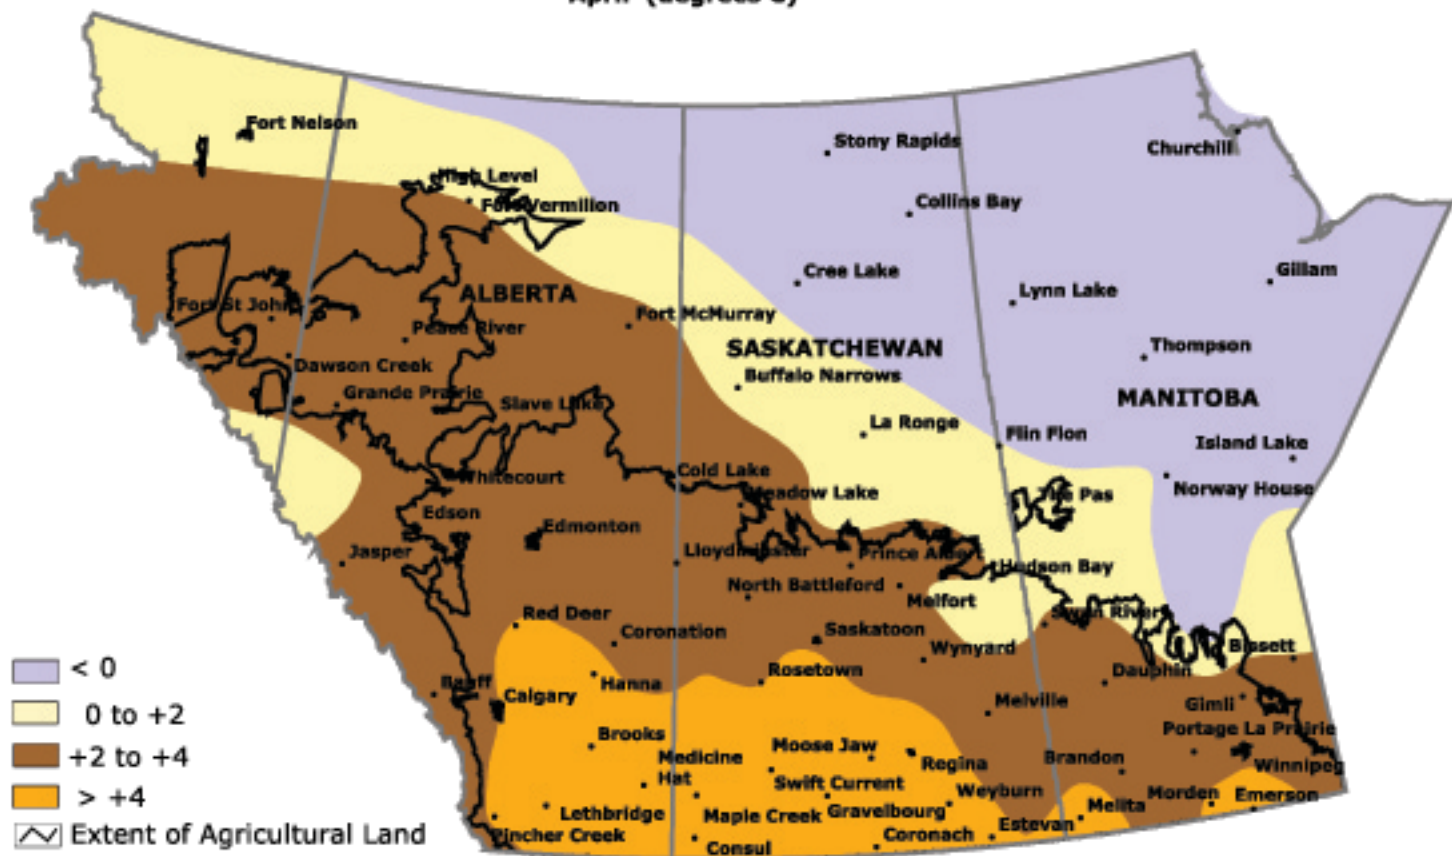 April (degrees C)
Fort Nelson
Stony Rapids
Churchill
High Level
Fort Vermilion
Collins Bay
Cree Lake
Gillam
Lynn Lake
ALBERTA
Fort St John
Fort McMurray
Peace River
SASKATCHEWAN
Thompson
Dawson Creek
Buffalo Narrows
Grande Prairie
MANITOBA
Slave Lake
La Ronge
Flin Flon
Island Lake
Cold Lake
Whitecourt
Norway House
Meadow Lake
The Pas
Edson
Edmonton
Jasper
Lloydminster
Prince Albert
Hudson Bay
North Battleford
Melfort
Red Deer
Swan River
Coronation
Saskatoon
Wynyard
Bissett
< 0
Rosetown
Dauphin
Banff
Hanna
Calgary
Melville
Gimli
0 to +2
Brooks
Portage La Prairie
Moose Jaw
+2 to +4
Medicine
Hat
Regina
Brandon
Winnipeg
Swift Current
Weyburn
> +4
Morden
Emerson
Melita
Lethbridge
Maple Creek
Gravelbourg
Estevan
Extent of Agricultural Land
Pincher Creek
Coronach
Consul